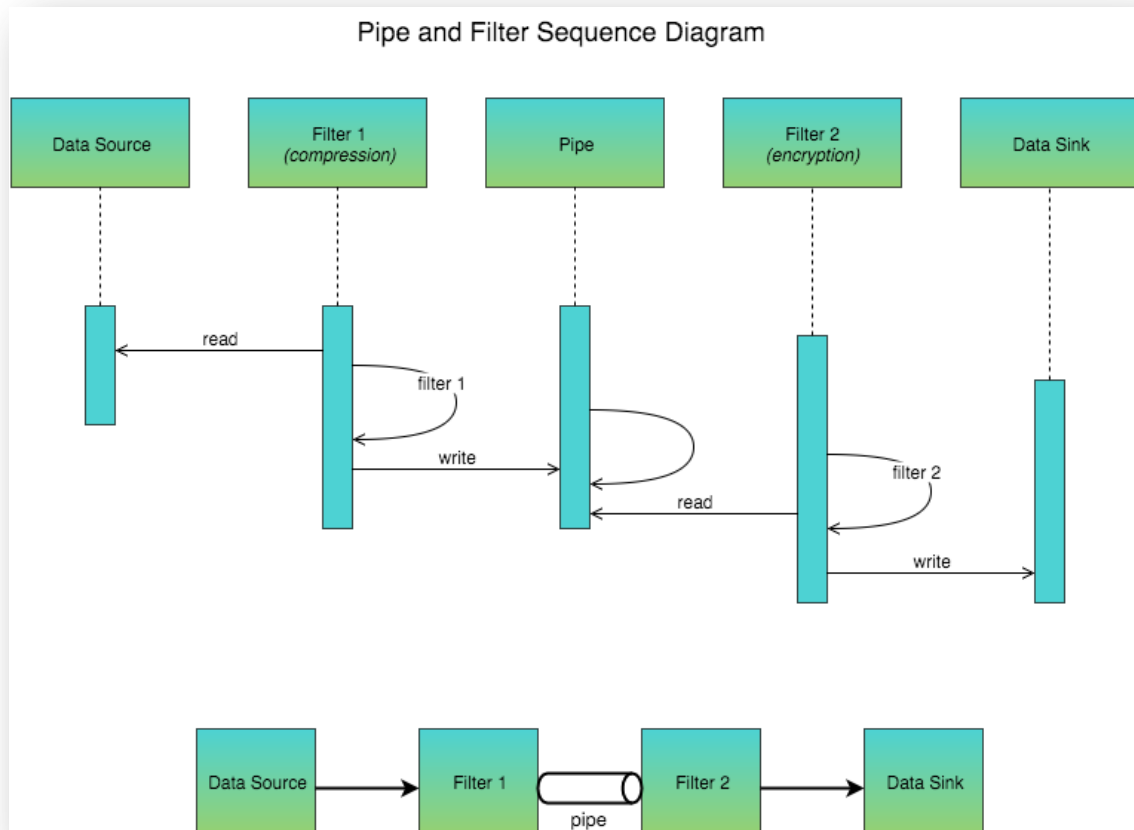 Pipe and Filter Sequence Diagram
Data Source
Filter 1
(compression)
Pipe
Filter 2
(encryption)
Data Sink
read
filter 1
write
filter 2
read
write
Data Source
Filter 1
pipe
Filter 2
Data Sink